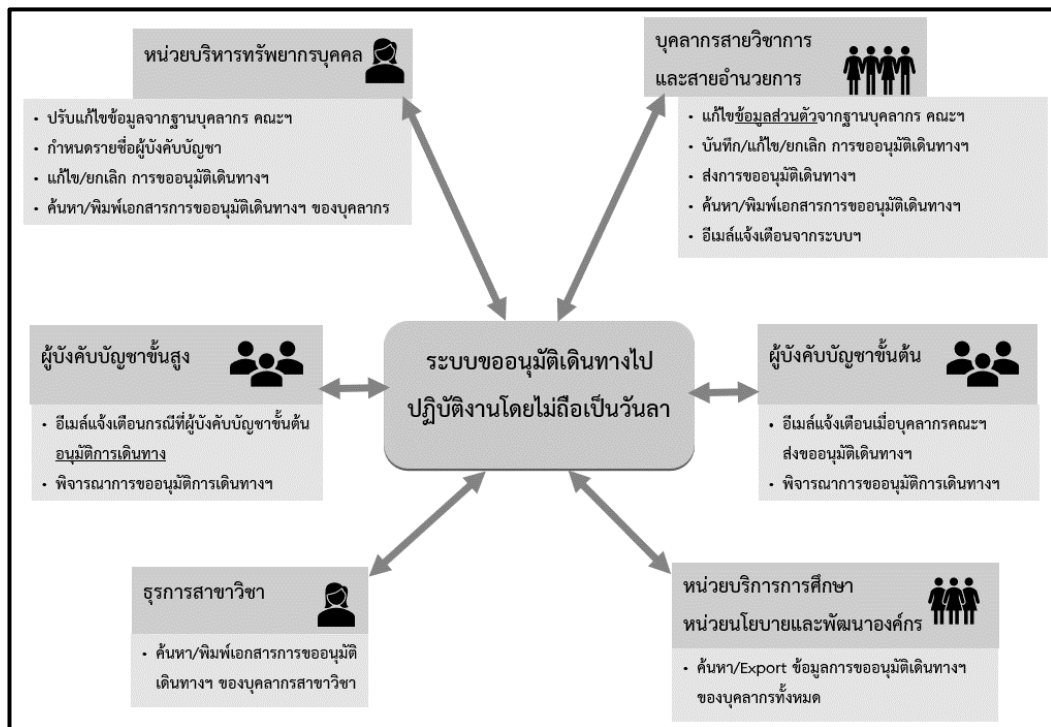 หน่วยบริหารทรัพยากรบุคคล
• ปรับแก้ไขข้อมูลจากฐานบุคลากร คณะฯ
• กำหนดรายชื่อผู้บังคับบัญชา
• แก้ไข/ยกเลิก การขออนุมัติเดินทางฯ
• ค้นหา/พิมพ์เอกสารการขออนุมัติเดินทางฯ ของบุคลากร
บุคลากรสายวิชาการ
และสายอำนวยการ
• แก้ไขข้อมูลส่วนตัวจากฐานบุคลากร คณะฯ
• บันทึก/แก้ไข/ยกเลิก การขออนุมัติเดินทางฯ
• ส่งการขออนุมัติเดินทางฯ
• ค้นหา/พิมพ์เอกสารการขออนุมัติเดินทางฯ
• อีเมล์แจ้งเตือนจากระบบฯ
ผู้บังคับบัญชาขั้นสูง
• อีเมล์แจ้งเตือนกรณีที่ผู้บังคับบัญชาขั้นต้น
อนุมัติการเดินทาง
• พิจารณาการขออนุมัติการเดินทางฯ
ระบบขออนุมัติเดินทางไป
ปฏิบัติงานโดยไม่ถือเป็นวันลา
ผู้บังคับบัญชาขั้นต้น
• อีเมล์แจ้งเตือนเมื่อบุคลากรคณะฯ
ส่งขออนุมัติเดินทางฯ
• พิจารณาการขออนุมัติการเดินทางฯ
ธุรการสาขาวิชา
• ค้นหา/พิมพ์เอกสารการขออนุมัติ
เดินทางฯ ของบุคลากรสาขาวิชา
หน่วยบริการการศึกษา
หน่วยนโยบายและพัฒนาองค์กร
• ค้นหา/Export ข้อมูลการขออนุมัติเดินทางฯ
ของบุคลากรทั้งหมด